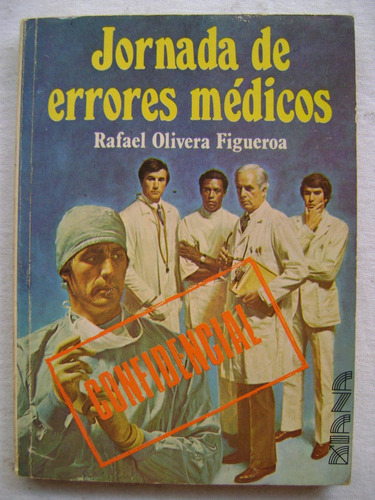 Jornada de
errores médicos
Rafael Olivera Figueroa
CONFIDENCIAL
DIANA